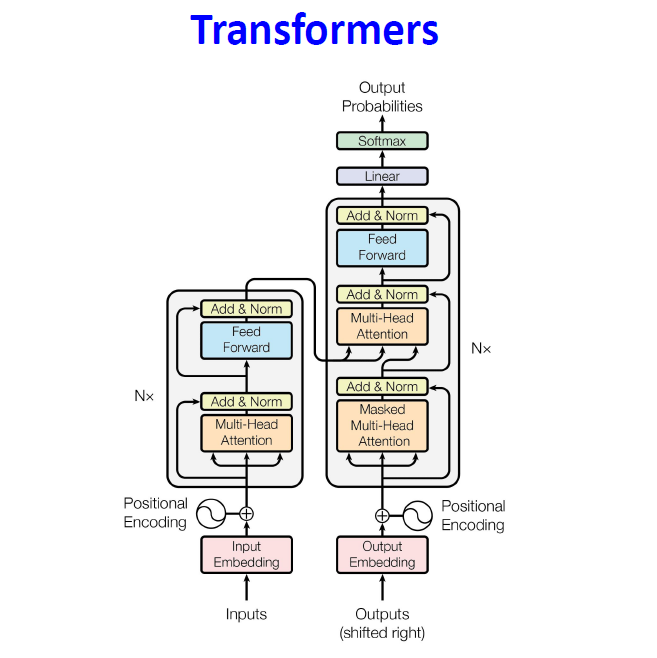 Transformers
Output
Probabilities
Softmax
Linear
Add & Norm
Feed
Forward
Add & Norm
Multi-Head
Attention
N×
Add & Norm
Masked
Multi-Head
Attention
Add & Norm
Feed
Forward
N×
Add & Norm
Multi-Head
Attention
Positional
Encoding
Positional
Encoding
Input
Embedding
Output
Embedding
Inputs
Outputs
(shifted right)